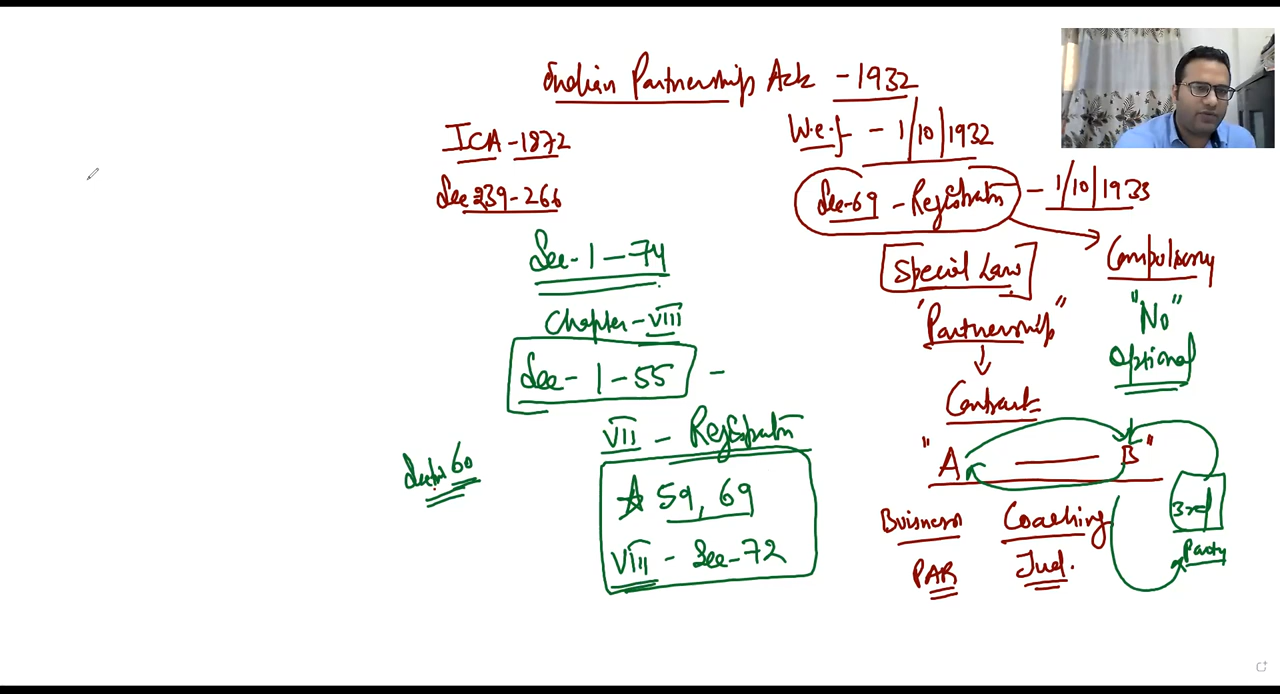 Indian Partnership Act - 1932
ICA - 1872
Sec 239 - 266
W.e.f - 1/10/1932
Sec-69 - Registration - 1/10/1933
Sec - 1 - 74
Chapter - VIII
Sec - 1 - 55 -
VII - Registration
☆ 59, 69
VIII - Sec - 72
Section 60
Special Law
"Partnership"
Contract
"A — B"
Business
PAR
Coaching
Jud.
Compulsory
"No"
Optional
3rd
Party